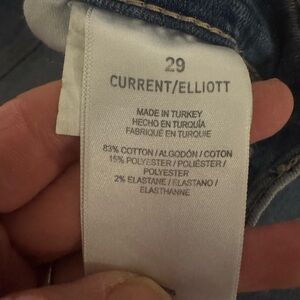 29
CURRENT/ELLIOTT
MADE IN TURKEY
HECHO EN TURQUÍA
FABRIQUÉ EN TURQUIE
83% COTTON / ALGODÓN / COTON
15% POLYESTER / POLIÉSTER /
POLYESTER
2% ELASTANE / ELASTANO /
ELASTHANNE